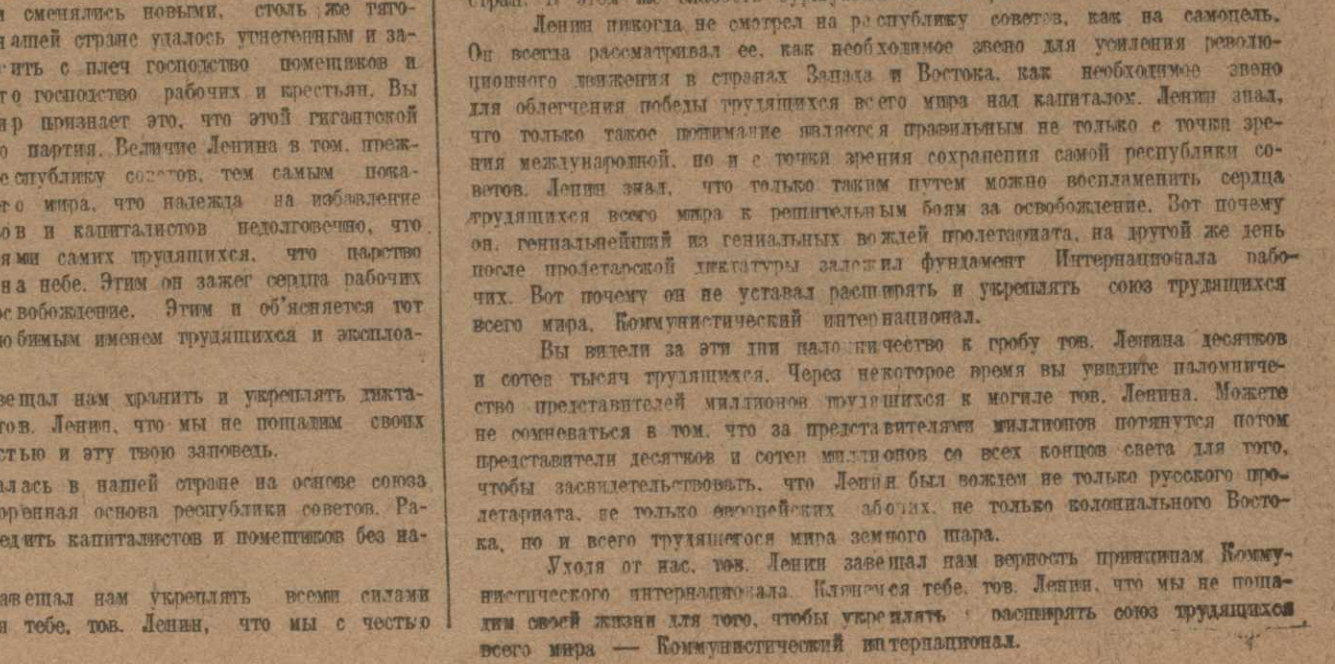 и сменялись новыми, столь же тяго-
нашей стране удалось угнетенным и за-
сить с плеч господство помещиков и
го господство рабочих и крестьян. Вы
ир признает это, что этой гигантской
о партия. Величие Ленина в том, преж-
еспублику советов, тем самым пока-
его мира, что надежда на избавление
ов и капиталистов недолговечно, что
ями самих трудящихся, что царство
на небе. Этим он зажег сердца рабочих
освобождение. Этим и об'ясняется тот
юбимым именем трудящихся и эксплоа-
вещал нам хранить и укреплять дикта-
тов. Ленин, что мы не пощадим своих
стью и эту твою заповедь.
алась в нашей стране на основе союза
оренная основа республики советов. Ра-
едить капиталистов и помещиков без на-
авещал нам укреплять всеми силами
я тебе, тов. Ленин, что мы с честью
Ленин никогда не смотрел на республику советов, как на самоцель.
Он всегда рассматривал ее, как необходимое звено для усиления револю-
ционного движения в странах Запада и Востока, как необходимое звено
для облегчения победы трудящихся всего мира над капиталом. Ленин знал,
что только такое понимание является правильным не только с точки зре-
ния международной, но и с точки зрения сохранения самой республики со-
ветов. Ленин знал, что только таким путем можно воспламенить сердца
трудящихся всего мира к решительным боям за освобождение. Вот почему
он, гениальнейший из гениальных вождей пролетариата, на другой же день
после пролетарской диктатуры заложил фундамент Интернационала рабо-
чих. Вот почему он не уставал расширять и укреплять союз трудящихся
всего мира, Коммунистический интернационал.
Вы видели за эти дни паломничество к гробу тов. Ленина десятков
и сотен тысяч трудящихся. Через некоторое время вы увидите паломниче-
ство представителей миллионов трудящихся к могиле тов. Ленина. Можете
не сомневаться в том, что за представителями миллионов потянутся потом
представители десятков и сотен миллионов со всех концов света для того,
чтобы засвидетельствовать, что Ленин был вождем не только русского про-
летариата, не только европейских рабочих, не только колониального Восто-
ка, но и всего трудящегося мира земного шара.
Уходя от нас, тов. Ленин завещал нам верность принципам Комму-
нистического интернационала. Клянемся тебе, тов. Ленин, что мы не поща-
дим своей жизни для того, чтобы укреплять расширять союз трудящихся
всего мира — Коммунистический интернационал.